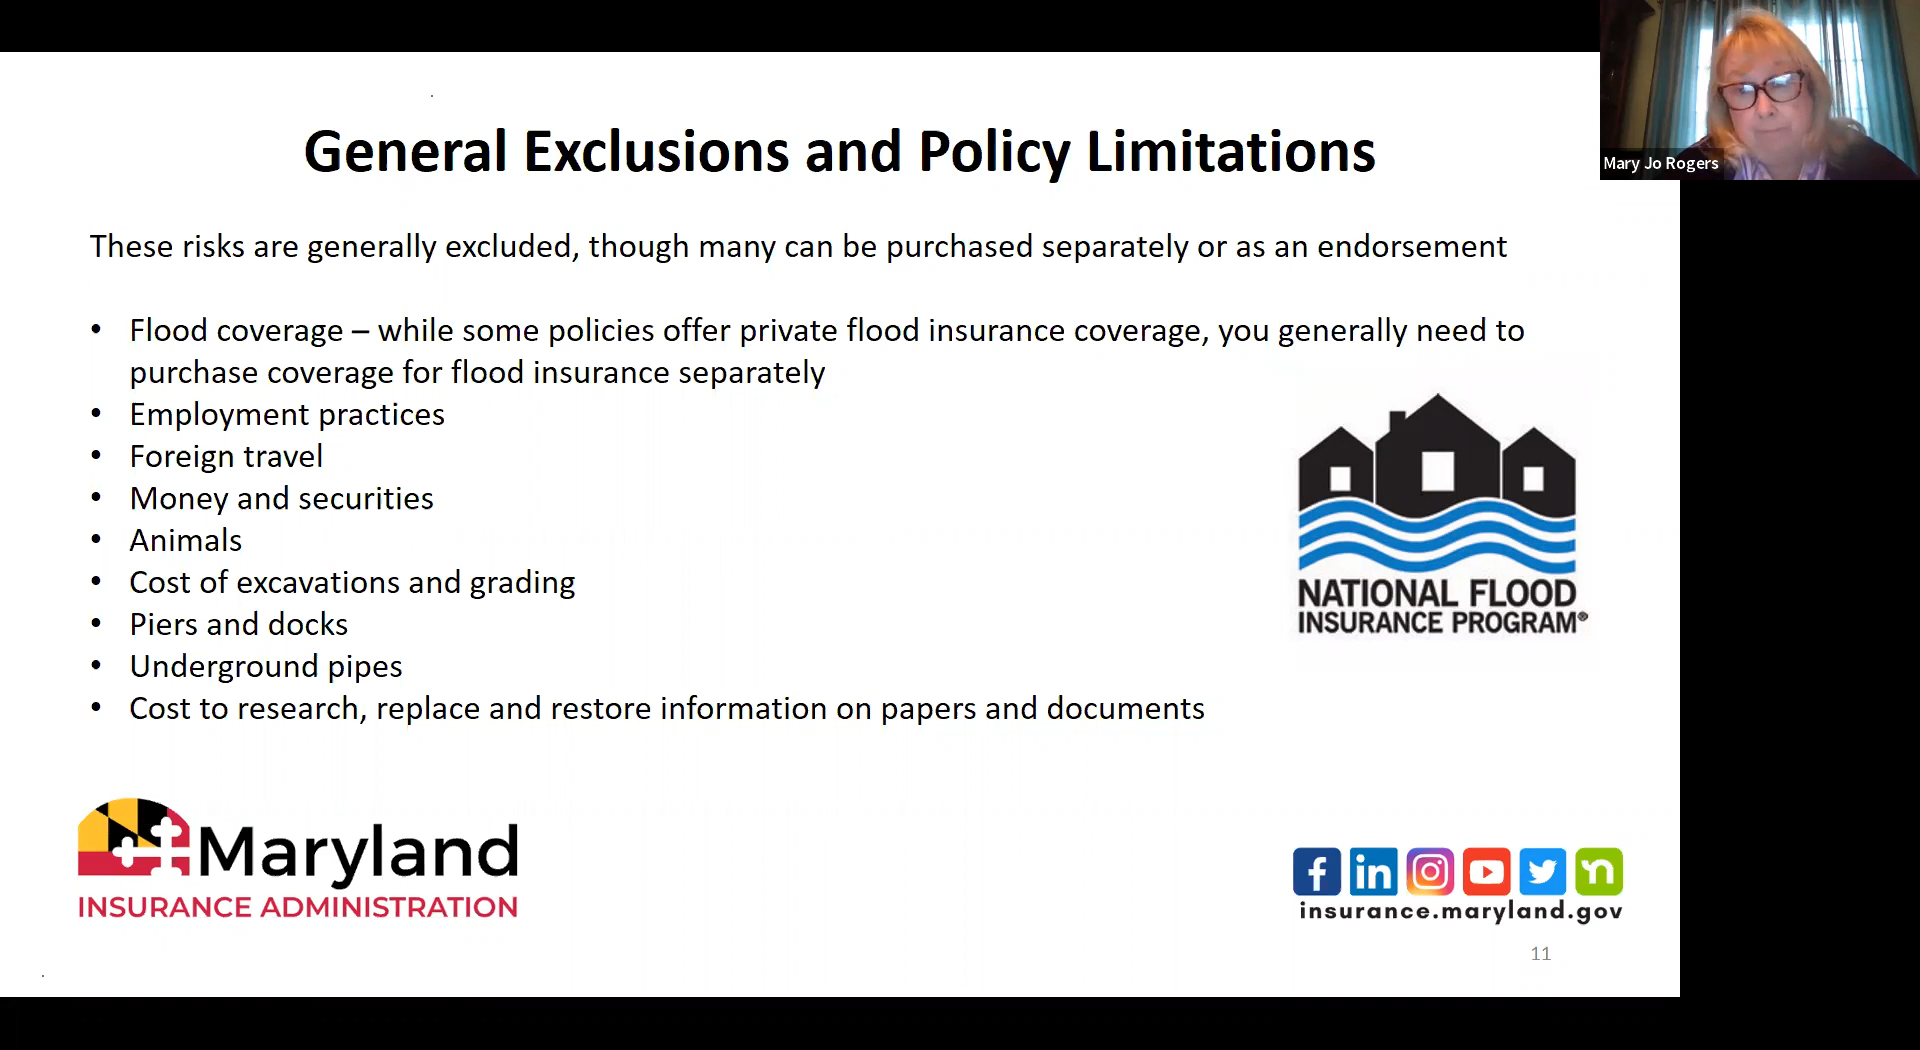 General Exclusions and Policy Limitations
Mary Jo Rogers
These risks are generally excluded, though many can be purchased separately or as an endorsement
• Flood coverage – while some policies offer private flood insurance coverage, you generally need to
purchase coverage for flood insurance separately
• Employment practices
• Foreign travel
• Money and securities
• Animals
• Cost of excavations and grading
• Piers and docks
• Underground pipes
• Cost to research, replace and restore information on papers and documents
NATIONAL FLOOD
INSURANCE PROGRAM®
Maryland
INSURANCE ADMINISTRATION
insurance.maryland.gov
11